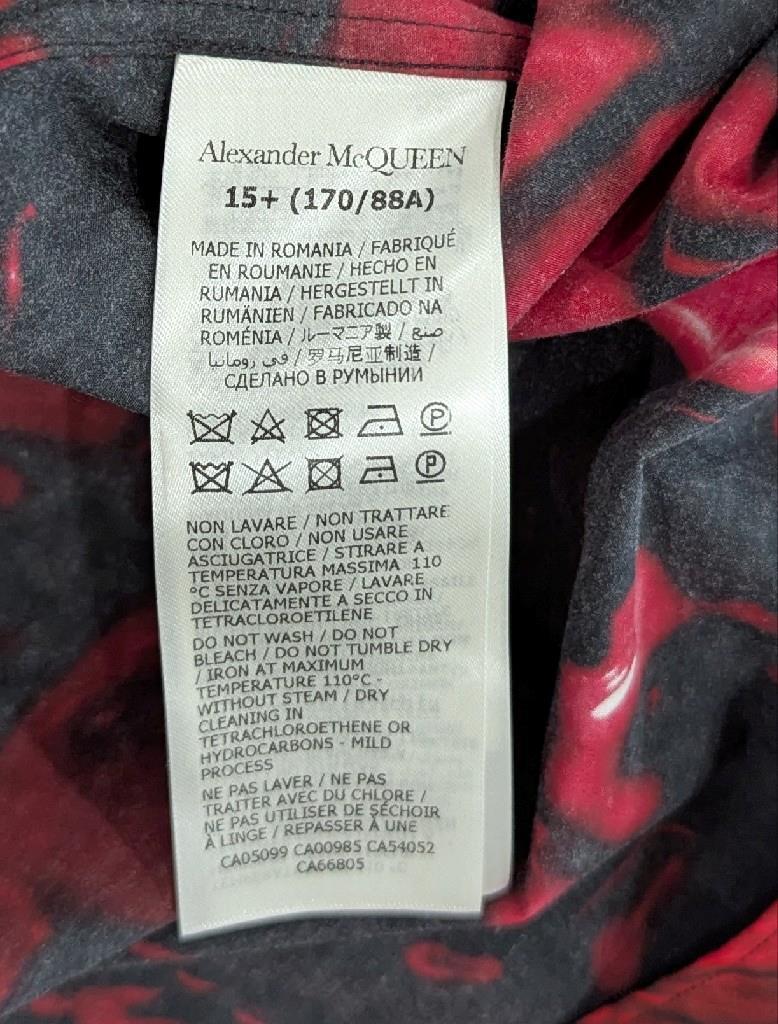 Alexander McQUEEN
15+ (170/88A)
MADE IN ROMANIA / FABRIQUÉ
EN ROUMANIE / HECHO EN
RUMANIA / HERGESTELLT IN
RUMÄNIEN / FABRICADO NA
ROMÉNIA / ルーマニア製 / صنع
في رومانيا / 罗马尼亚制造 /
СДЕЛАНО В РУМЫНИИ
P
P
NON LAVARE / NON TRATTARE
CON CLORO / NON USARE
ASCIUGATRICE / STIRARE A
TEMPERATURA MASSIMA 110
°C SENZA VAPORE / LAVARE
DELICATAMENTE A SECCO IN
TETRACLOROETILENE
DO NOT WASH / DO NOT
BLEACH / DO NOT TUMBLE DRY
/ IRON AT MAXIMUM
TEMPERATURE 110°C -
WITHOUT STEAM / DRY
CLEANING IN
TETRACHLOROETHENE OR
HYDROCARBONS - MILD
PROCESS
NE PAS LAVER / NE PAS
TRAITER AVEC DU CHLORE /
NE PAS UTILISER DE SÉCHOIR
À LINGE / REPASSER À UNE
CA05099 CA00985 CA54052
CA66805